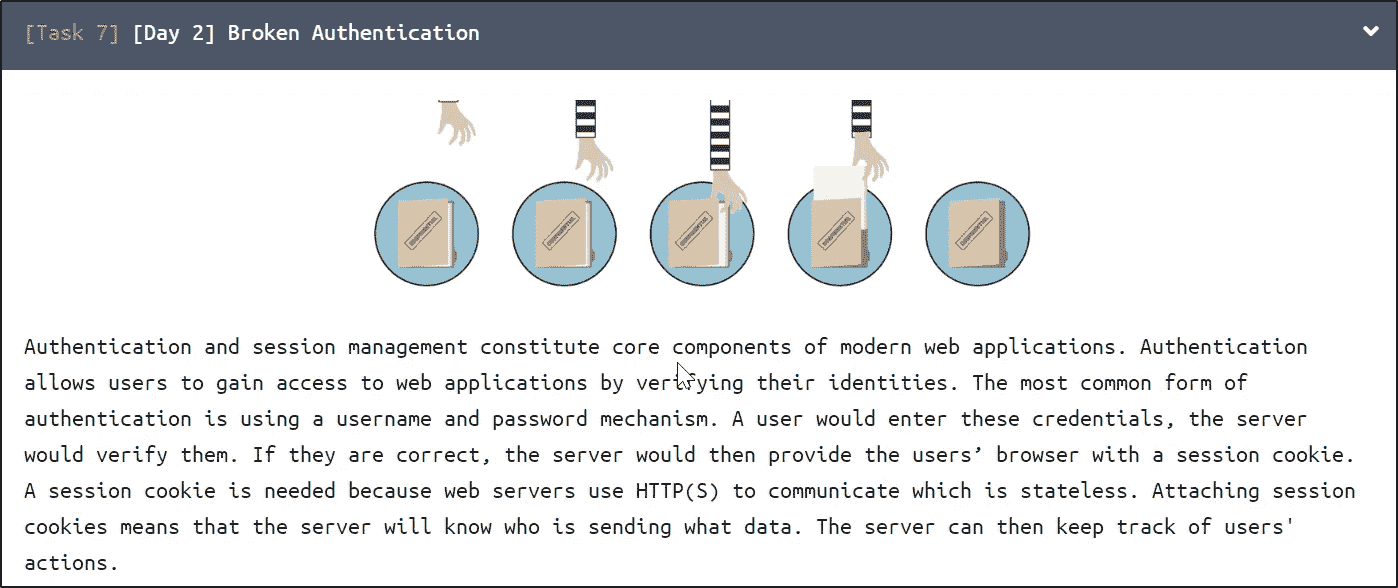 [Task 7] [Day 2] Broken Authentication
CONFIDENTIAL
CONFIDENTIAL
CONFIDENTIAL
CONFIDENTIAL
CONFIDENTIAL
Authentication and session management constitute core components of modern web applications. Authentication
allows users to gain access to web applications by verifying their identities. The most common form of
authentication is using a username and password mechanism. A user would enter these credentials, the server
would verify them. If they are correct, the server would then provide the users’ browser with a session cookie.
A session cookie is needed because web servers use HTTP(S) to communicate which is stateless. Attaching session
cookies means that the server will know who is sending what data. The server can then keep track of users'
actions.